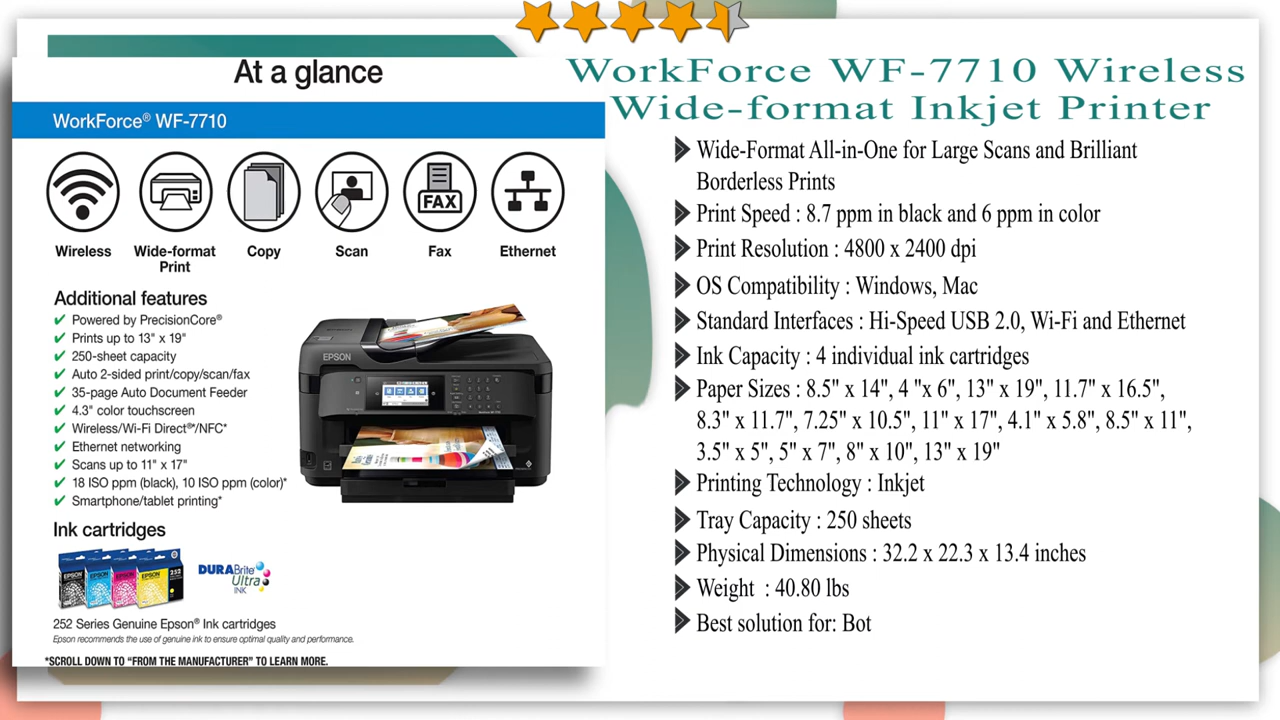 At a glance
WorkForce® WF-7710
Wireless
Wide-format
Print
Copy
Scan
FAX
Fax
Ethernet
Additional features
✔ Powered by PrecisionCore®
✔ Prints up to 13" x 19"
✔ 250-sheet capacity
✔ Auto 2-sided print/copy/scan/fax
✔ 35-page Auto Document Feeder
✔ 4.3" color touchscreen
✔ Wireless/Wi-Fi Direct®*/NFC*
✔ Ethernet networking
✔ Scans up to 11" x 17"
✔ 18 ISO ppm (black), 10 ISO ppm (color)*
✔ Smartphone/tablet printing*
EPSON
Ink cartridges
EPSON
EPSON
EPSON
EPSON
252
DURABrite
Ultra
INK
252 Series Genuine Epson® Ink cartridges
Epson recommends the use of genuine ink to ensure optimal quality and performance.
*SCROLL DOWN TO “FROM THE MANUFACTURER” TO LEARN MORE.
WorkForce WF-7710 Wireless
Wide-format Inkjet Printer
Wide-Format All-in-One for Large Scans and Brilliant
Borderless Prints
Print Speed : 8.7 ppm in black and 6 ppm in color
Print Resolution : 4800 x 2400 dpi
OS Compatibility : Windows, Mac
Standard Interfaces : Hi-Speed USB 2.0, Wi-Fi and Ethernet
Ink Capacity : 4 individual ink cartridges
Paper Sizes : 8.5" x 14", 4 "x 6", 13" x 19", 11.7" x 16.5",
8.3" x 11.7", 7.25" x 10.5", 11" x 17", 4.1" x 5.8", 8.5" x 11",
3.5" x 5", 5" x 7", 8" x 10", 13" x 19"
Printing Technology : Inkjet
Tray Capacity : 250 sheets
Physical Dimensions : 32.2 x 22.3 x 13.4 inches
Weight : 40.80 lbs
Best solution for: Bot